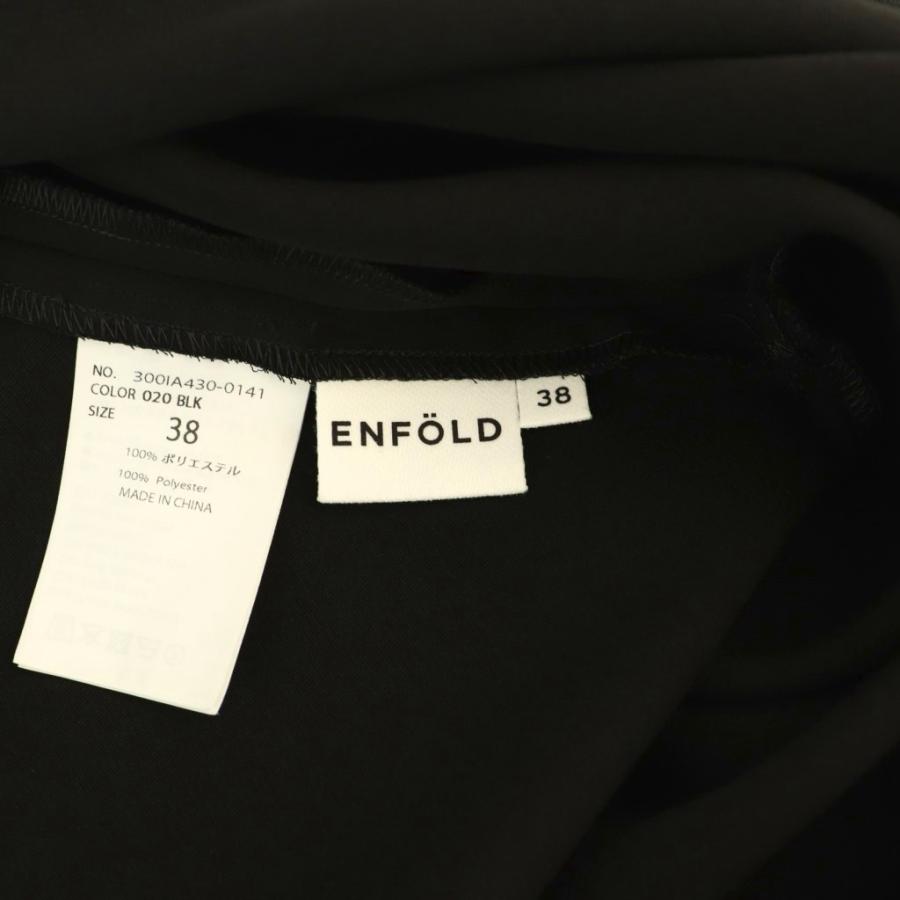 NO. 300IA430-0141
COLOR 020 BLK
SIZE 38
100% ポリエステル
100% Polyester
MADE IN CHINA
ENFÖLD
38